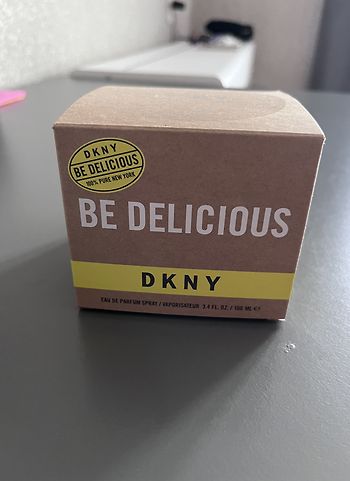 DKNY
BE DELICIOUS
100% PURE NEW YORK
BE DELICIOUS
DKNY
EAU DE PARFUM SPRAY / VAPORISATEUR 3.4 FL. OZ. / 100 ML ℮